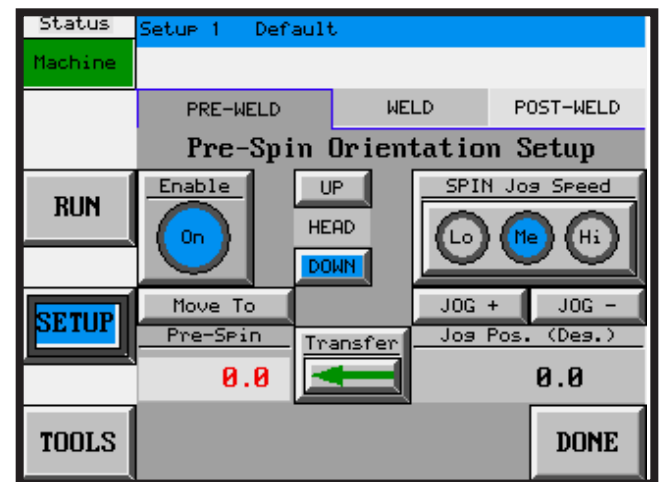 Status
Setup 1 Default
Machine
PRE-WELD WELD POST-WELD
Pre-Spin Orientation Setup
RUN
Enable
On
UP
HEAD
DOWN
SPIN Jog Speed
Lo Me Hi
SETUP
Move To
JOG + JOG -
Pre-Spin
Transfer
Jog Pos. (Deg.)
0.0
0.0
TOOLS
DONE